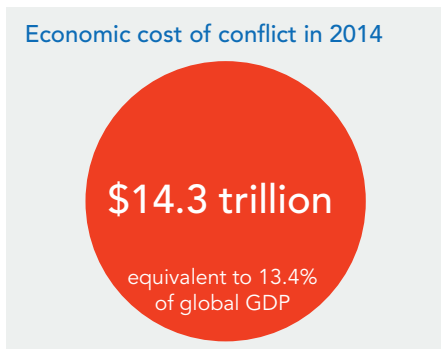 Economic cost of conflict in 2014
$14.3 trillion
equivalent to 13.4%
of global GDP